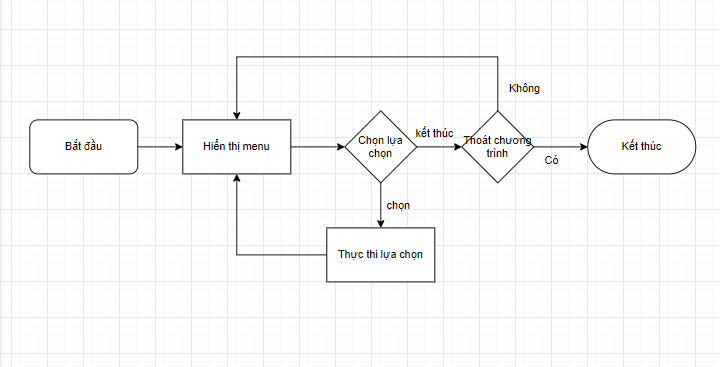 Không
Bắt đầu
Hiển thị menu
Chọn lựa
chọn
kết thúc
Thoát chương
trình
Có
Kết thúc
chọn
Thực thi lựa chọn